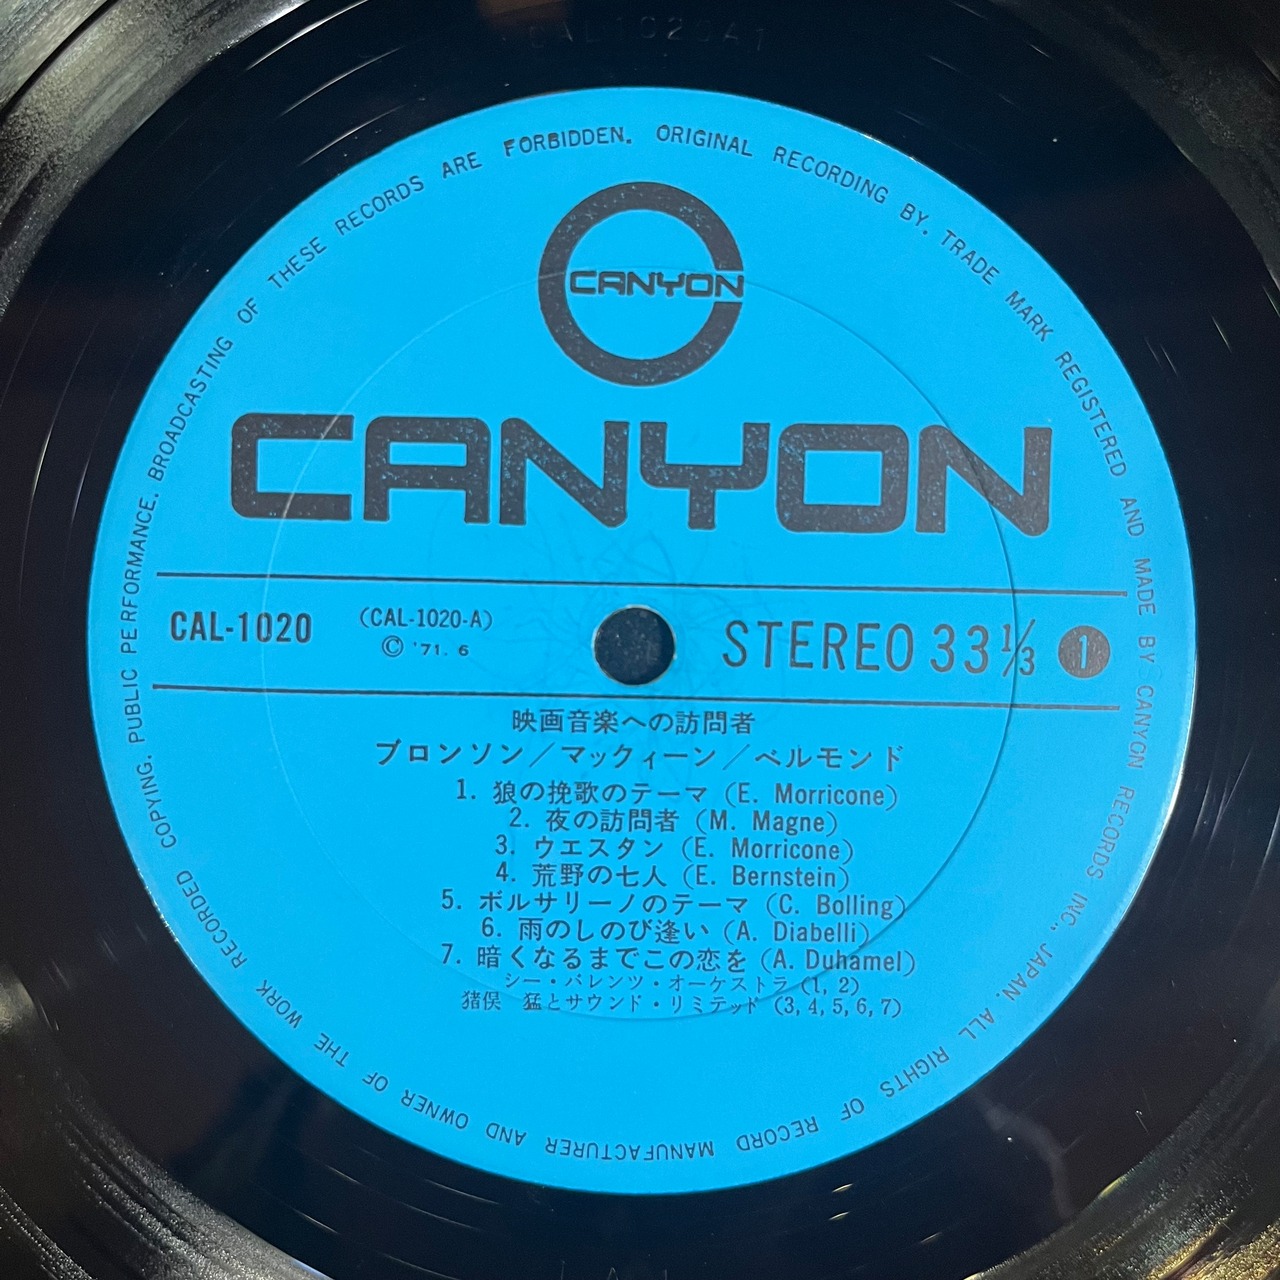 CAL-1020A1
ORIGINAL RECORDING BY. TRADE MARK REGISTERED AND MADE BY CANYON RECORDS INC., JAPAN. ALL RIGHTS OF RECORD MANUFACTURER AND OWNER OF THE WORK RECORDED COPYING. PUBLIC PERFORMANCE. BROADCASTING OF THESE RECORDS ARE FORBIDDEN.
CANYON
CANYON
CAL-1020 (CAL-1020-A) STEREO 33⅓ 1
© '71. 6
映画音楽への訪問者
ブロンソン/マックィーン/ベルモンド
1. 狼の挽歌のテーマ (E. Morricone)
2. 夜の訪問者 (M. Magne)
3. ウエスタン (E. Morricone)
4. 荒野の七人 (E. Bernstein)
5. ボルサリーノのテーマ (C. Bolling)
6. 雨のしのび逢い (A. Diabelli)
7. 暗くなるまでこの恋を (A. Duhamel)
シー・バレンツ・オーケストラ (1, 2)
猪俣 猛とサウンド・リミテッド (3, 4, 5, 6, 7)